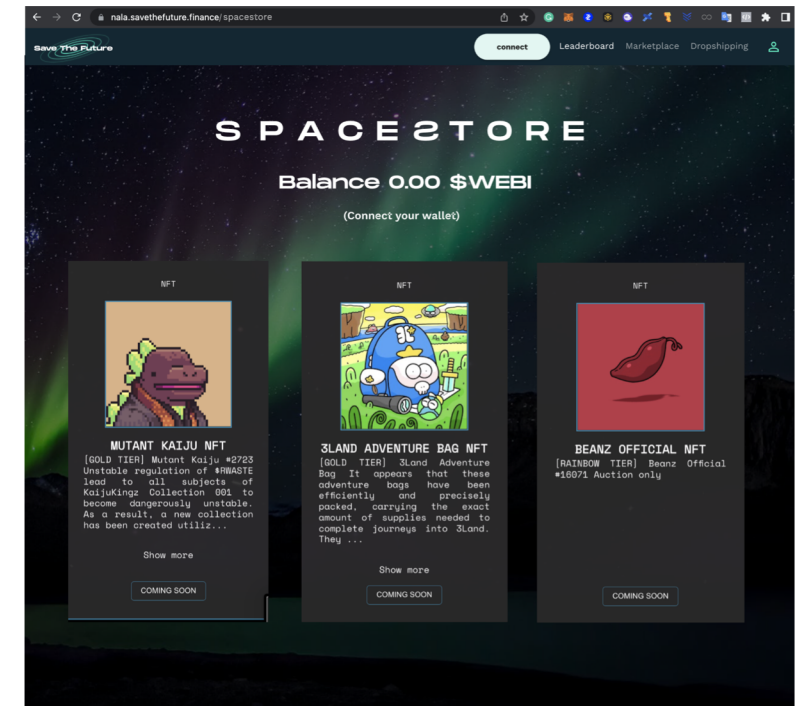 nala.savethefuture.finance/spacestore
Save The Future
connect
Leaderboard
Marketplace
Dropshipping
SPACESTORE
Balance 0.00 $WEBI
(Connect your wallet)
NFT
MUTANT KAIJU NFT
[GOLD TIER] Mutant Kaiju #2723
Unstable regulation of $RWASTE
lead to all subjects of
KaijuKingz Collection 001 to
become dangerously unstable.
As a result, a new collection
has been created utiliz...
Show more
COMING SOON
NFT
3LAND ADVENTURE BAG NFT
[GOLD TIER] 3Land Adventure
Bag It appears that these
adventure bags have been
efficiently and precisely
packed, carrying the exact
amount of supplies needed to
complete journeys into 3Land.
They ...
Show more
COMING SOON
NFT
BEANZ OFFICIAL NFT
[RAINBOW TIER] Beanz Official
#16071 Auction only
COMING SOON